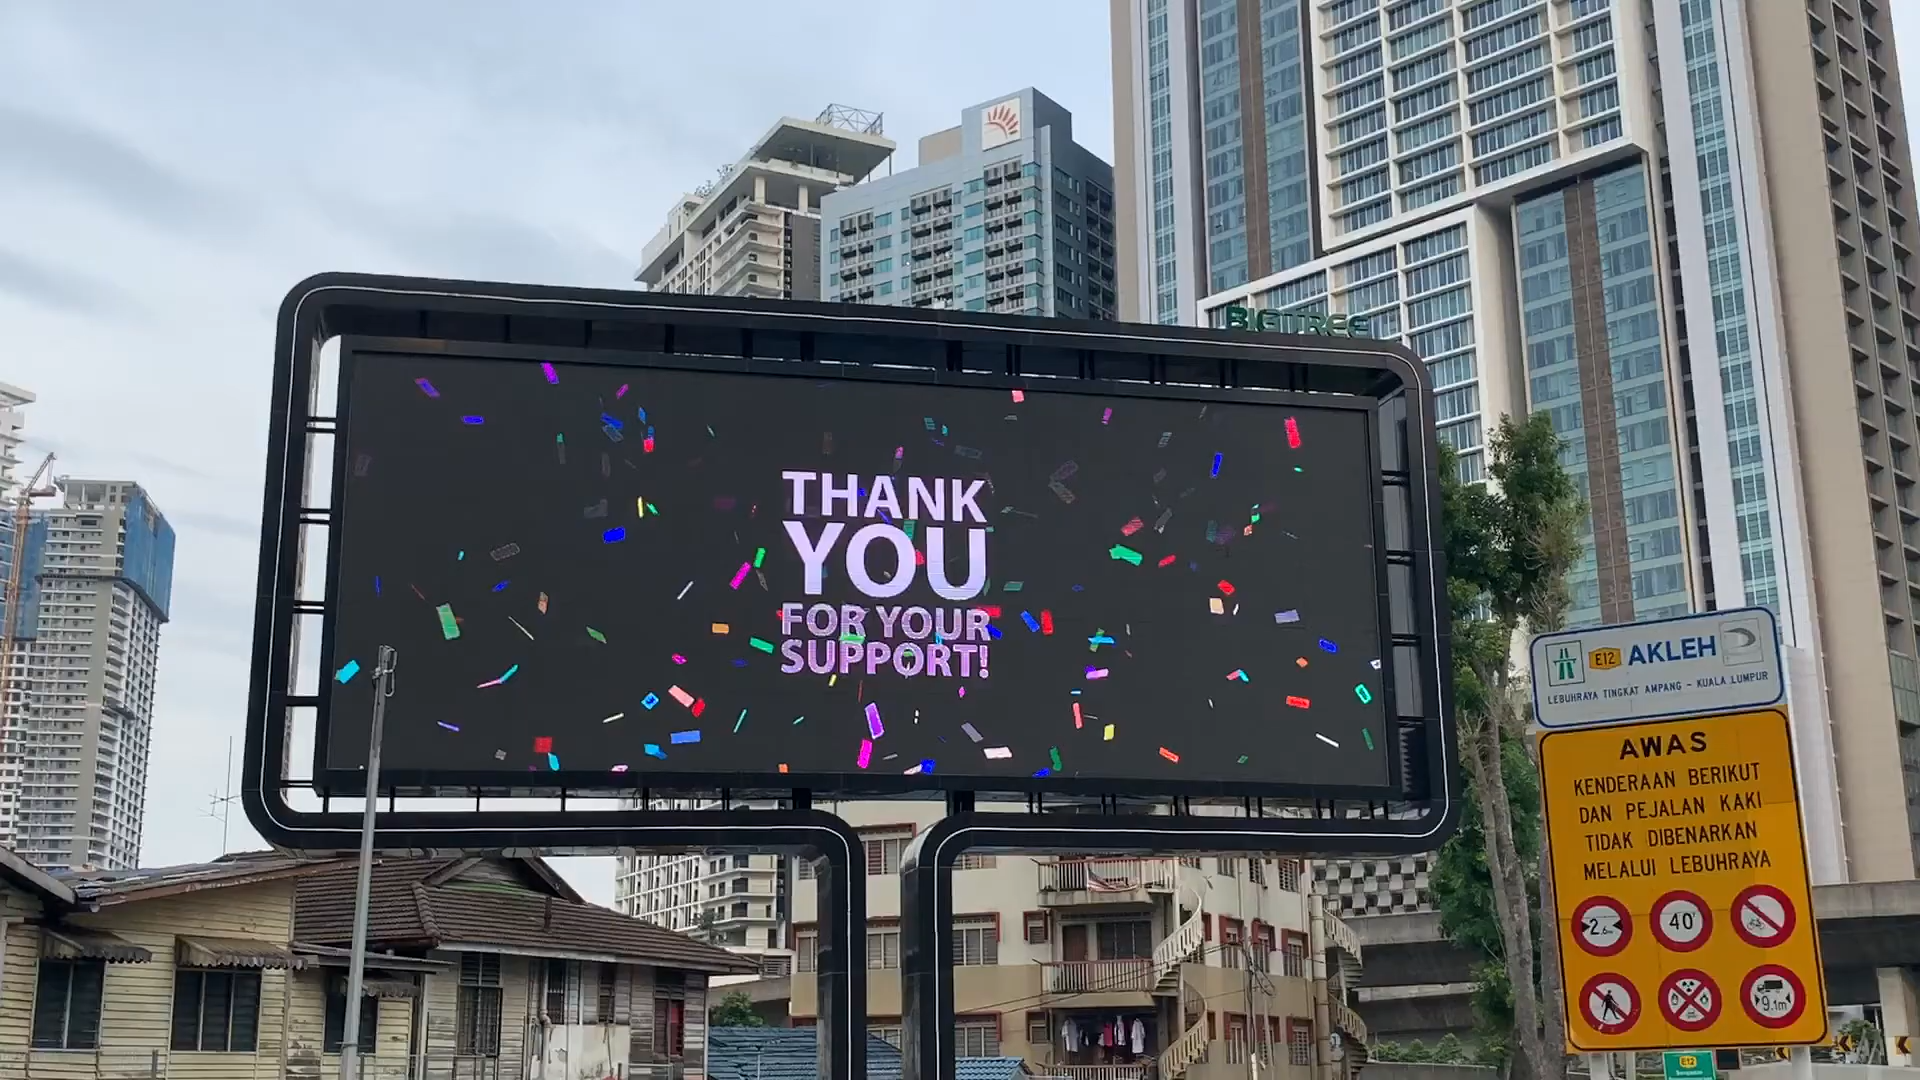 BIGTREE
THANK
YOU
FOR YOUR
SUPPORT!
E12 AKLEH
LEBUHRAYA TINGKAT AMPANG - KUALA LUMPUR
AWAS
KENDERAAN BERIKUT
DAN PEJALAN KAKI
TIDAK DIBENARKAN
MELALUI LEBUHRAYA
2.6m 40'
9.1m
E12